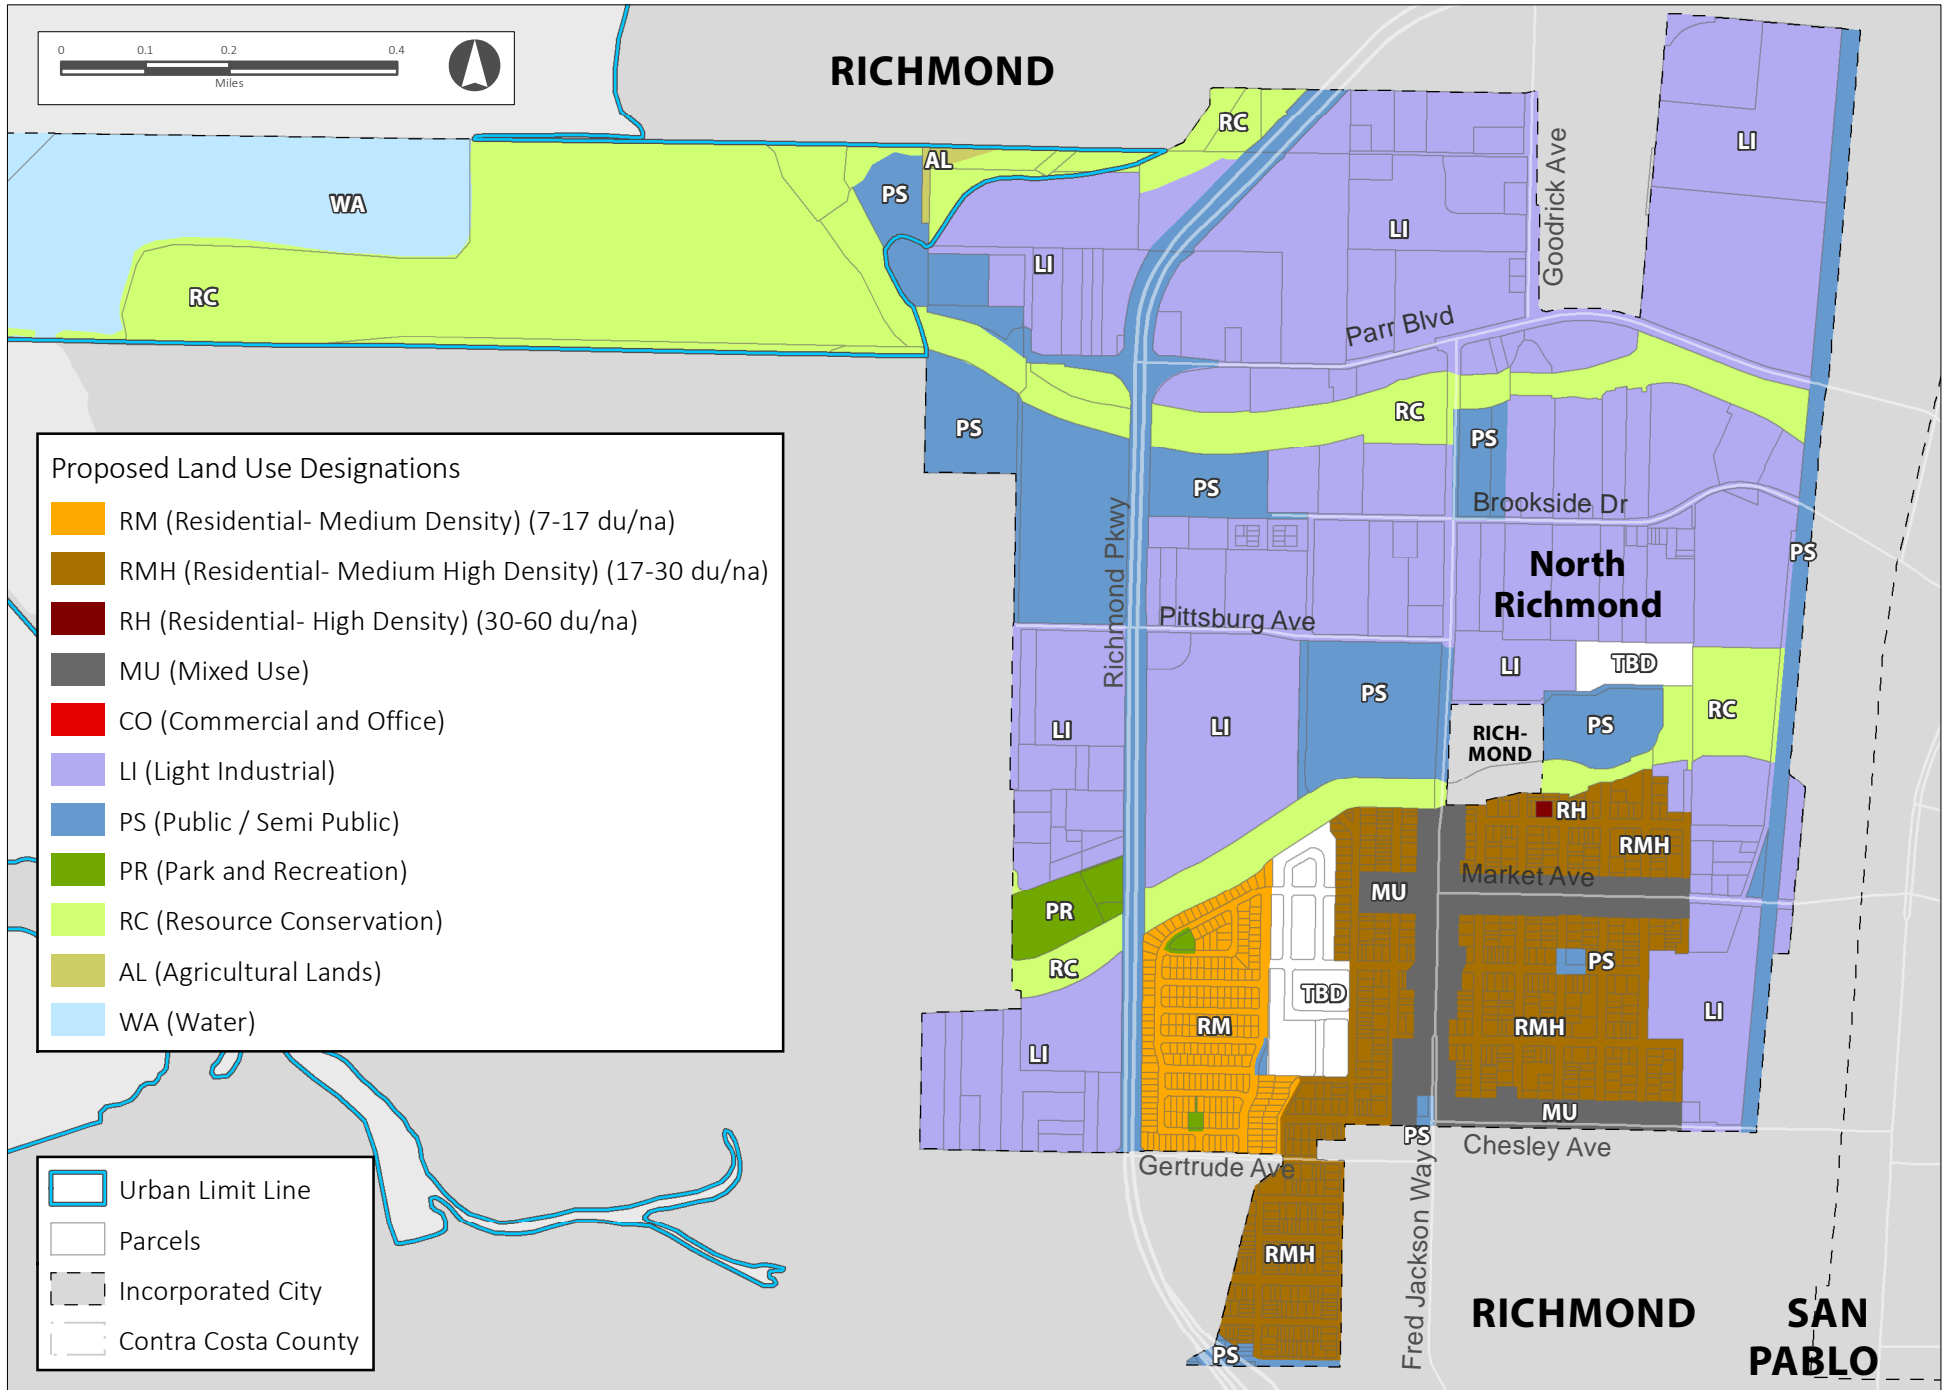 0 0.1 0.2 0.4
Miles
RICHMOND
RC
LI
AL
PS
WA
LI
Goodrick Ave
LI
RC
Parr Blvd
RC
PS
PS
PS
Brookside Dr
Richmond Pkwy
North
Richmond
PS
Pittsburg Ave
LI
TBD
PS
RC
LI
LI
PS
RICH-
MOND
RH
RMH
Market Ave
MU
PR
RC
PS
TBD
RM
RMH
LI
LI
MU
PS
Chesley Ave
Gertrude Ave
Fred Jackson Way
RMH
PS
RICHMOND
SAN
PABLO
Proposed Land Use Designations
RM (Residential- Medium Density) (7-17 du/na)
RMH (Residential- Medium High Density) (17-30 du/na)
RH (Residential- High Density) (30-60 du/na)
MU (Mixed Use)
CO (Commercial and Office)
LI (Light Industrial)
PS (Public / Semi Public)
PR (Park and Recreation)
RC (Resource Conservation)
AL (Agricultural Lands)
WA (Water)
Urban Limit Line
Parcels
Incorporated City
Contra Costa County